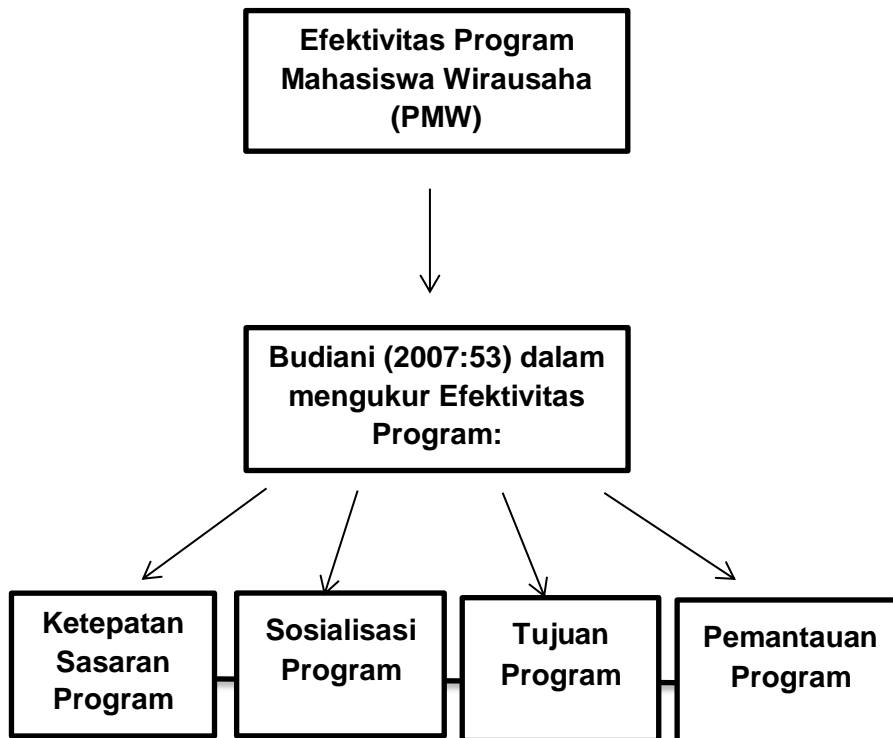 Efektivitas Program
Mahasiswa Wirausaha
(PMW)
Budiani (2007:53) dalam
mengukur Efektivitas
Program:
Ketepatan
Sasaran
Program
Sosialisasi
Program
Tujuan
Program
Pemantauan
Program